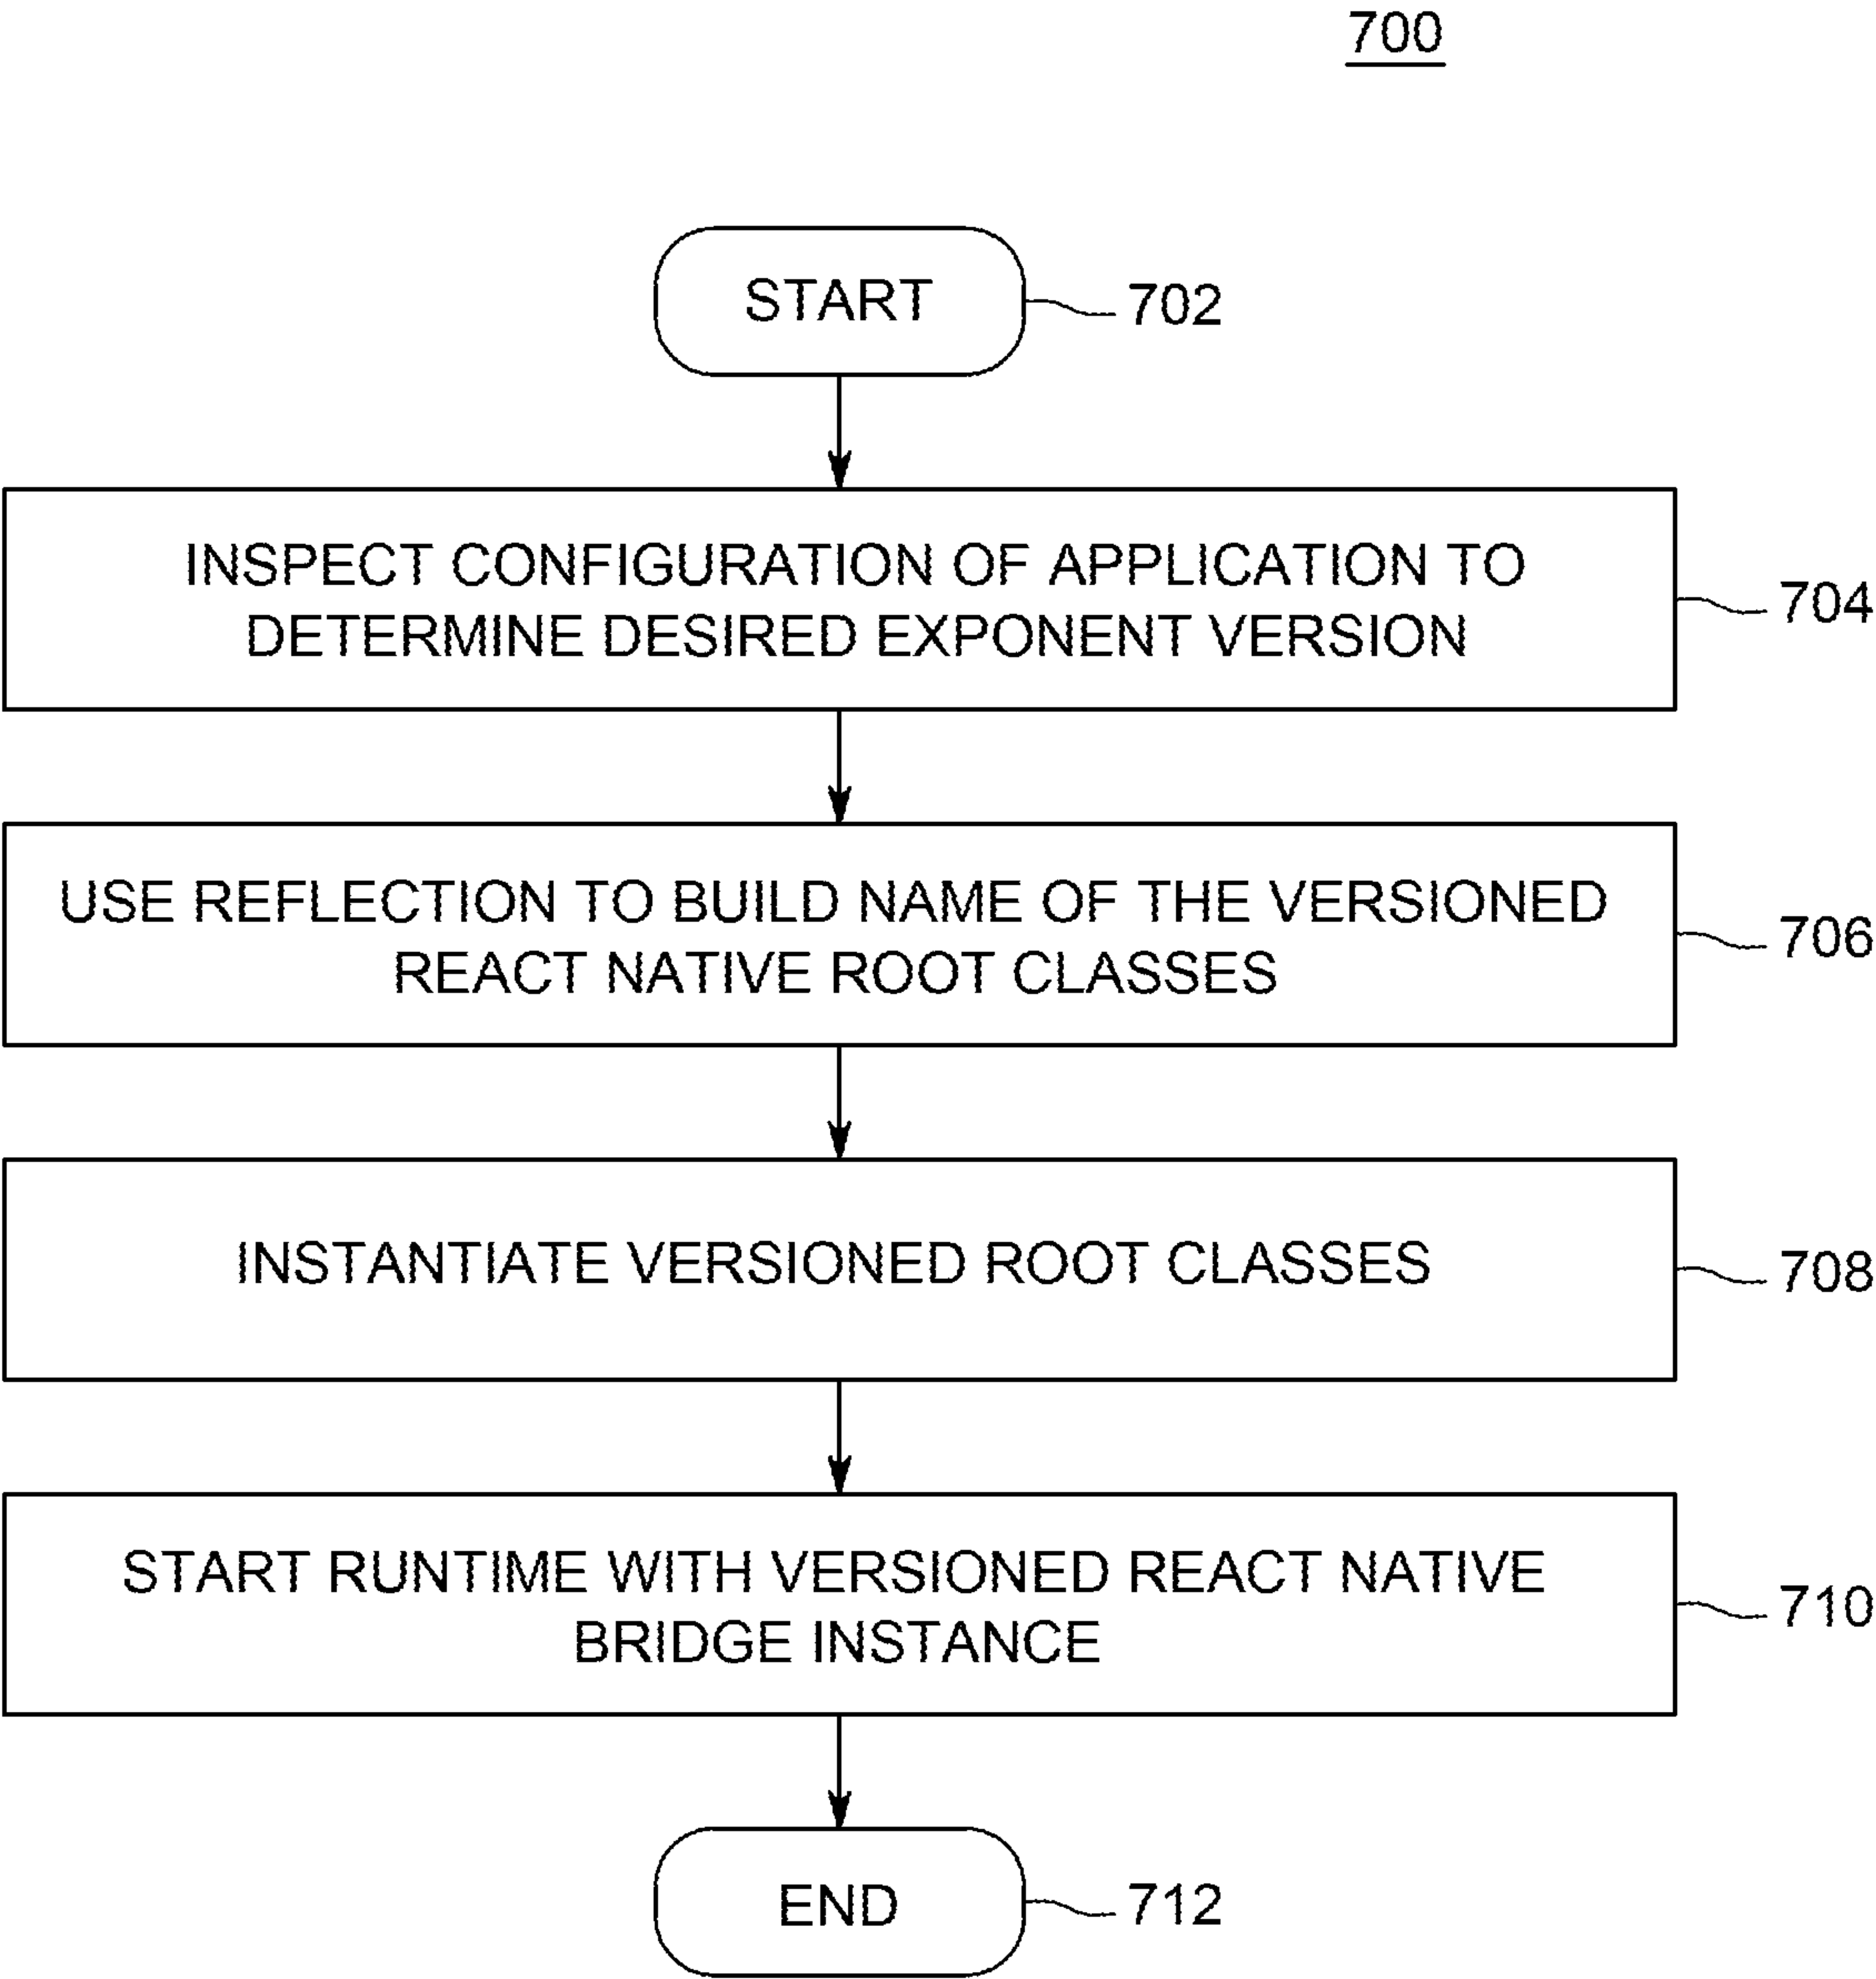 700
START
702
INSPECT CONFIGURATION OF APPLICATION TO
DETERMINE DESIRED EXPONENT VERSION
704
USE REFLECTION TO BUILD NAME OF THE VERSIONED
REACT NATIVE ROOT CLASSES
706
INSTANTIATE VERSIONED ROOT CLASSES
708
START RUNTIME WITH VERSIONED REACT NATIVE
BRIDGE INSTANCE
710
END
712